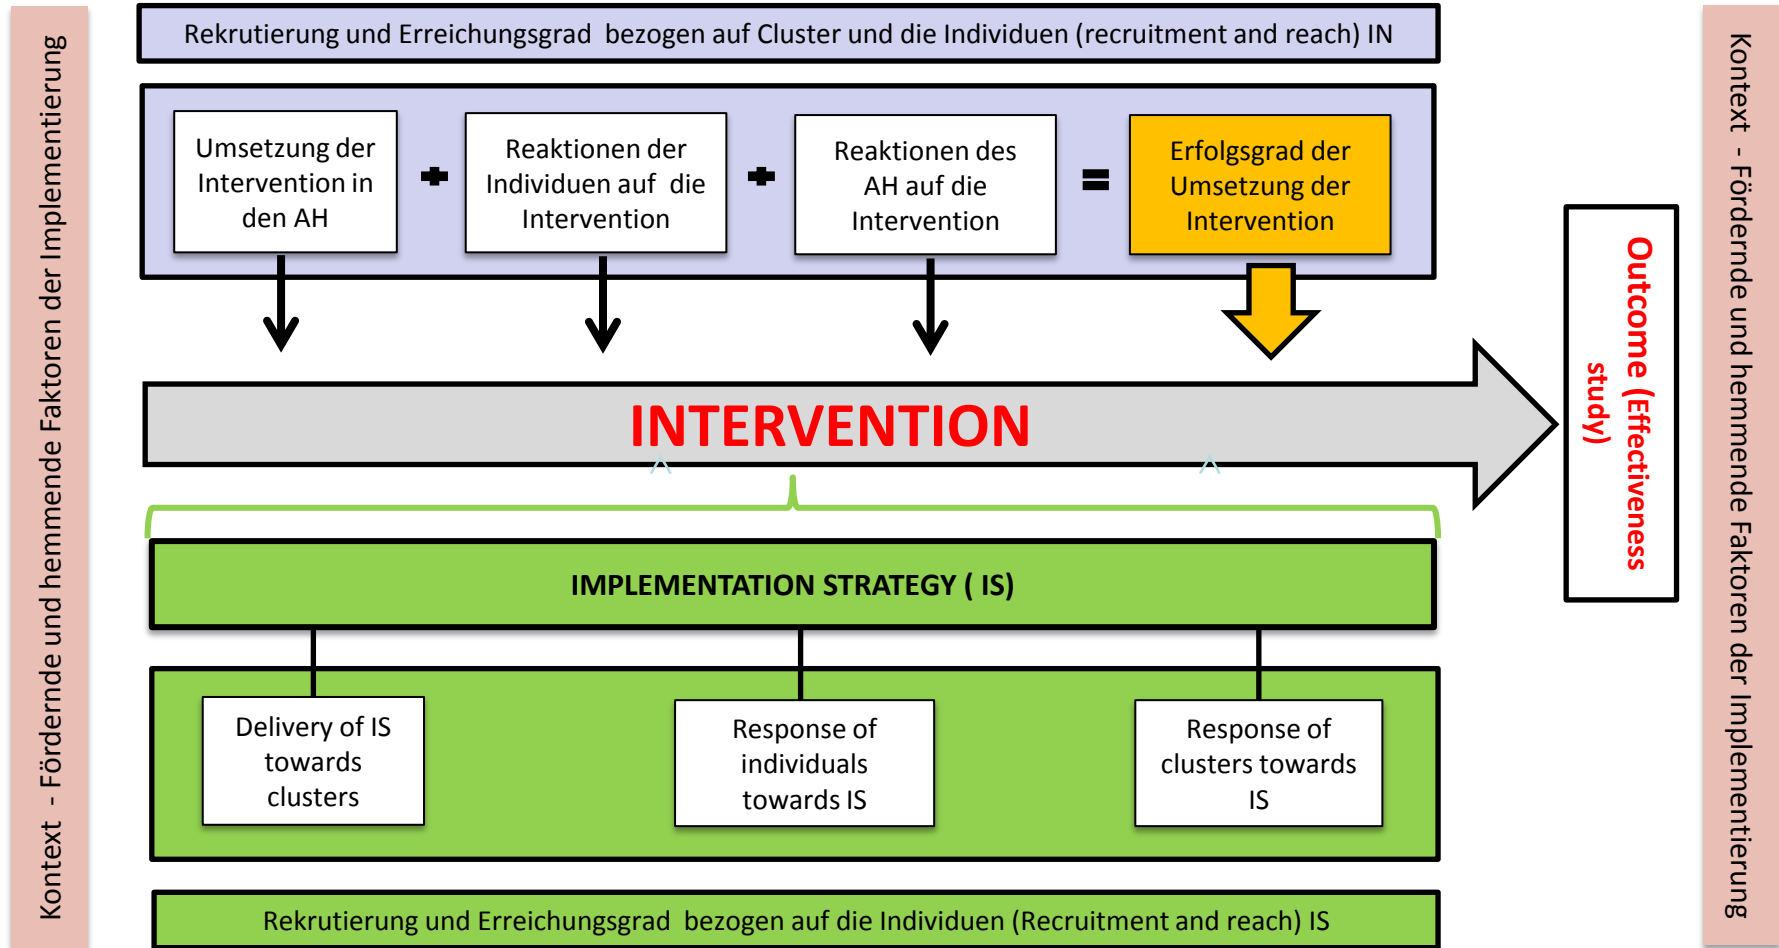 Kontext - Fördernde und hemmende Faktoren der Implementierung
Rekrutierung und Erreichungsgrad bezogen auf Cluster und die Individuen (recruitment and reach) IN
Umsetzung der
Intervention in
den AH
+
Reaktionen der
Individuen auf die
Intervention
+
Reaktionen des
AH auf die
Intervention
=
Erfolgsgrad der
Umsetzung der
Intervention
INTERVENTION
Outcome (Effectiveness
study)
IMPLEMENTATION STRATEGY ( IS)
Delivery of IS
towards
clusters
Response of
individuals
towards IS
Response of
clusters towards
IS
Rekrutierung und Erreichungsgrad bezogen auf die Individuen (Recruitment and reach) IS
Kontext - Fördernde und hemmende Faktoren der Implementierung